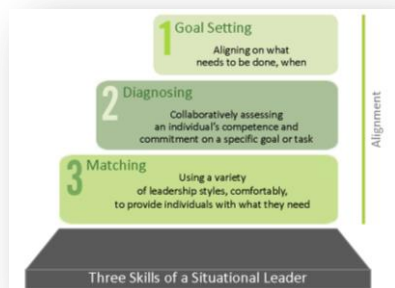 1 Goal Setting
Aligning on what
needs to be done, when
2 Diagnosing
Collaboratively assessing
an individual's competence and
commitment on a specific goal or task
3 Matching
Using a variety
of leadership styles, comfortably,
to provide individuals with what they need
Alignment
Three Skills of a Situational Leader